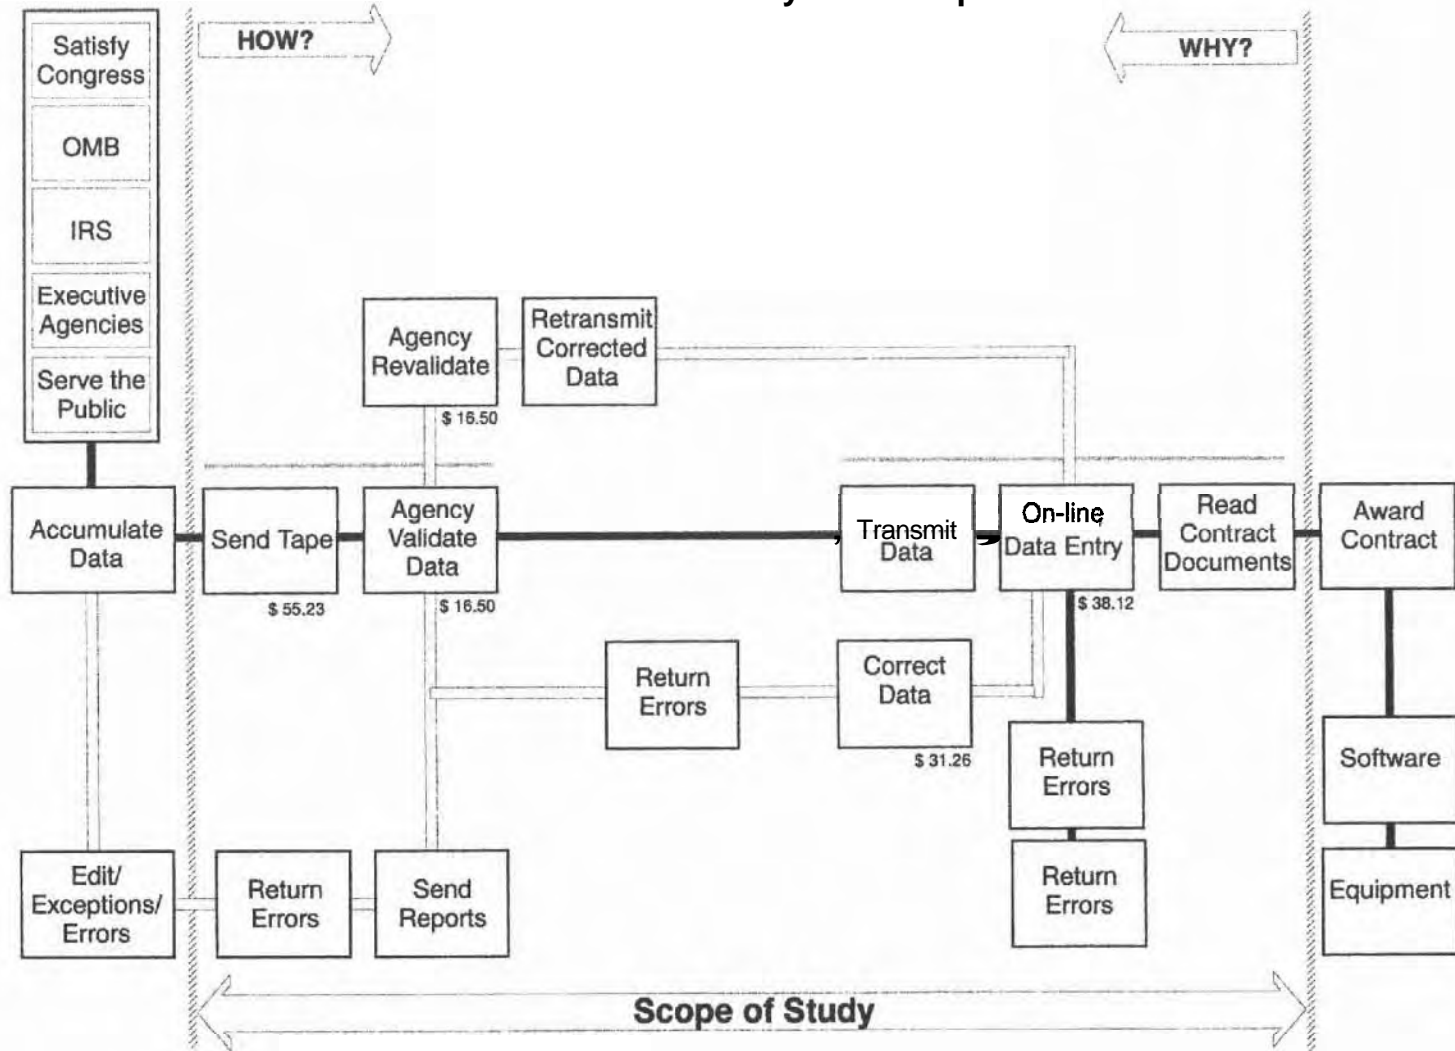 HOW?
WHY?
Satisfy
Congress
OMB
IRS
Executive
Agencies
Serve the
Public
Agency
Revalidate
$ 16.50
Retransmit
Corrected
Data
Accumulate
Data
Send Tape
$ 55.23
Agency
Validate
Data
$ 16.50
Transmit
Data
On-line
Data Entry
$ 38.12
Read
Contract
Documents
Award
Contract
Return
Errors
Correct
Data
$ 31.26
Return
Errors
Software
Edit/
Exceptions/
Errors
Return
Errors
Send
Reports
Return
Errors
Equipment
Scope of Study